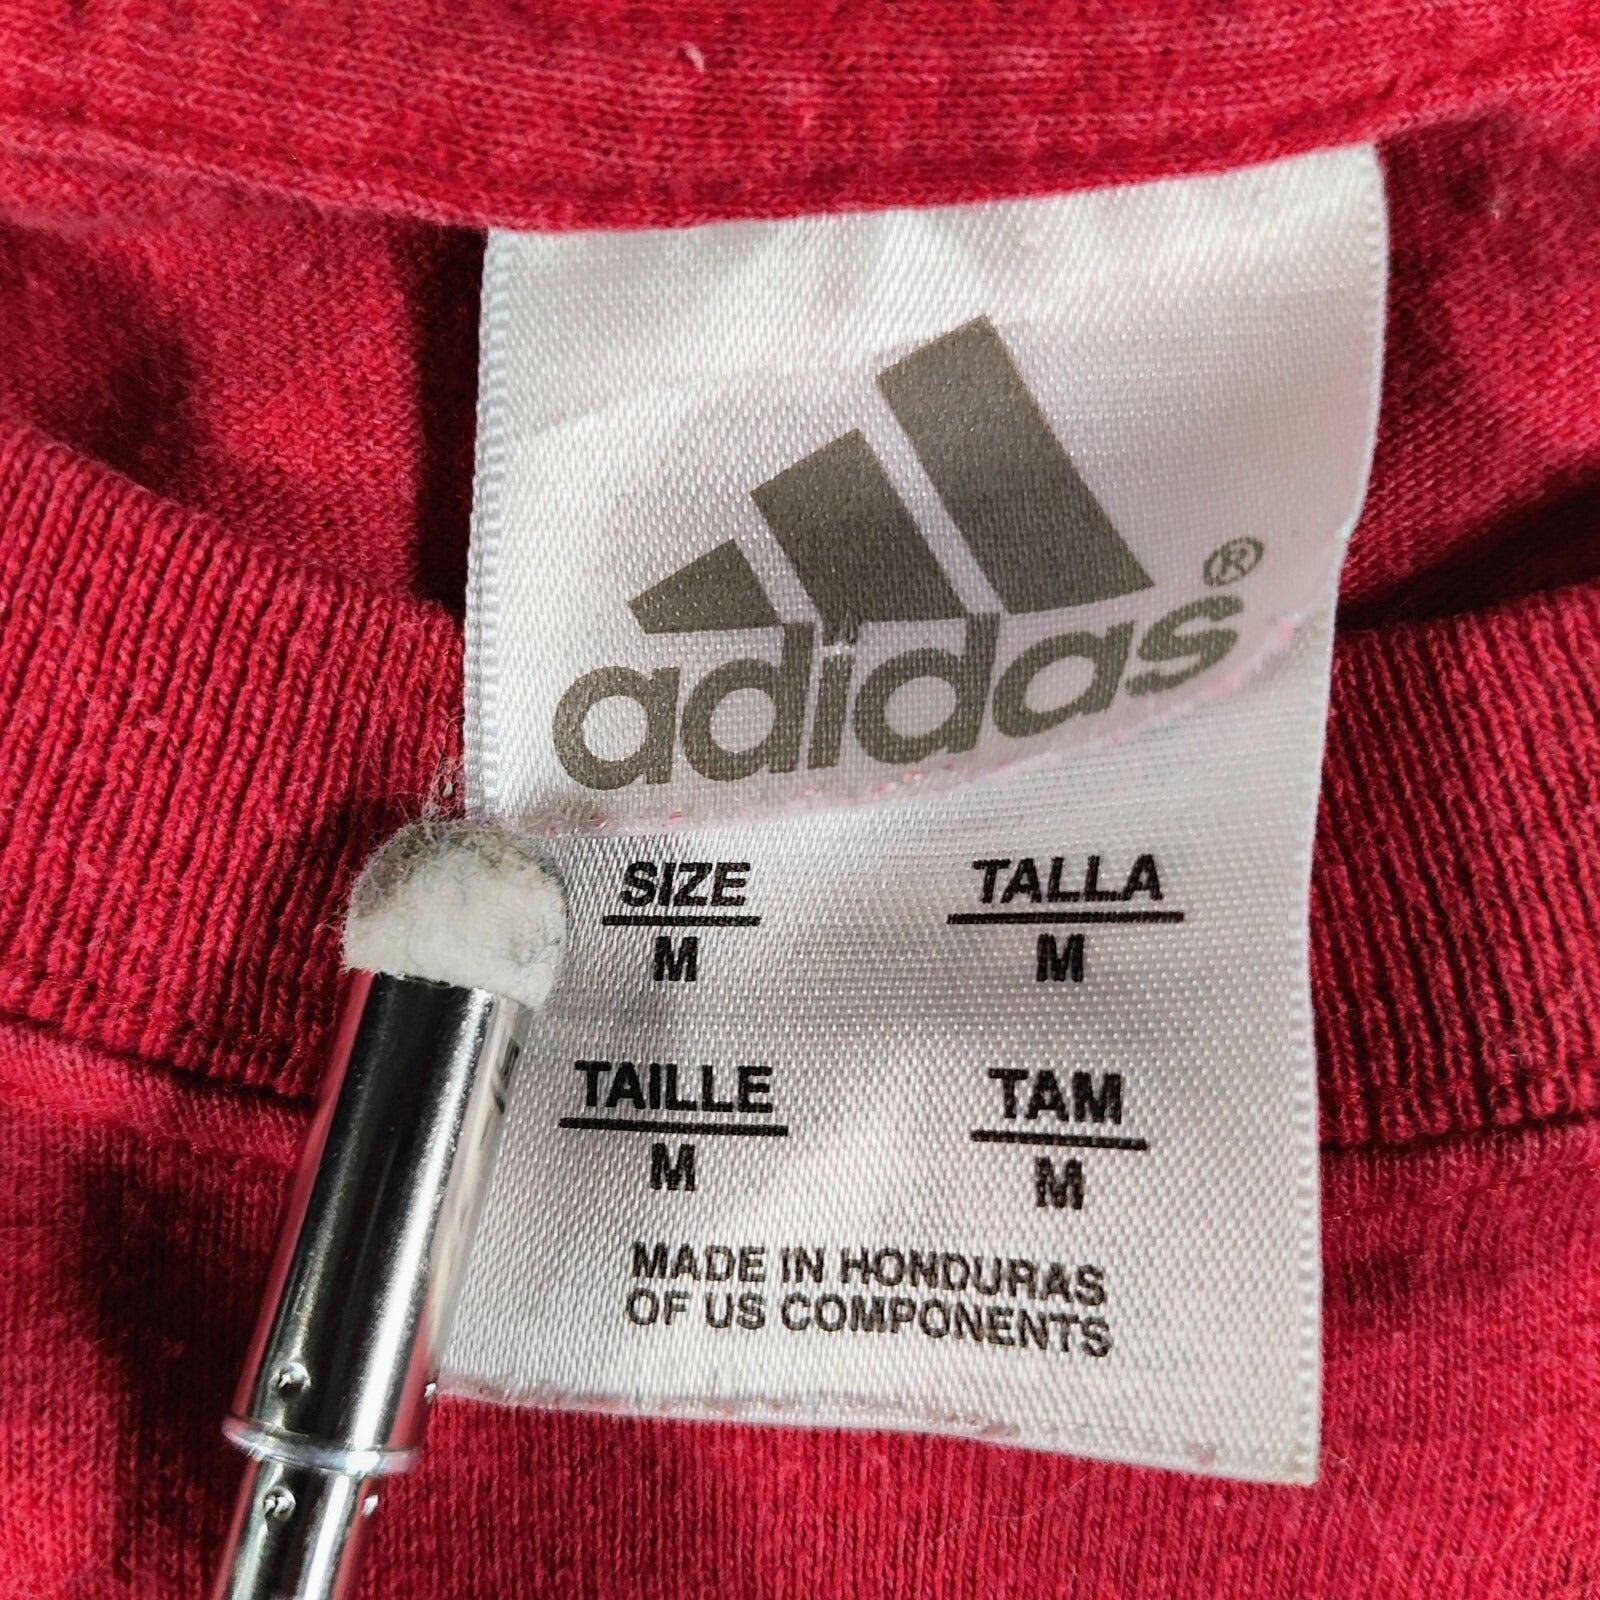 adidas®
SIZE TALLA
M M
TAILLE TAM
M M
MADE IN HONDURAS
OF US COMPONENTS